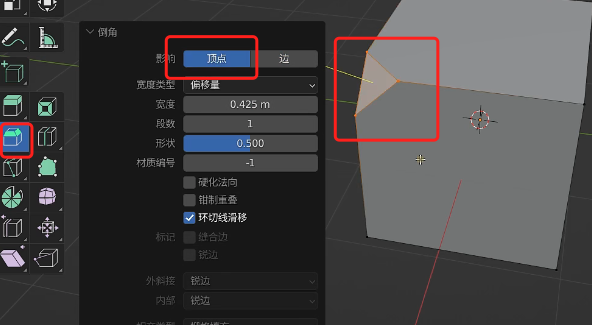 倒角
影响 顶点 边
宽度类型 偏移量
宽度 0.425 m
段数 1
形状 0.500
材质编号 -1
硬化法向
钳制重叠
环切线滑移
标记 缝合边
锐边
外斜接 锐边
内部 锐边